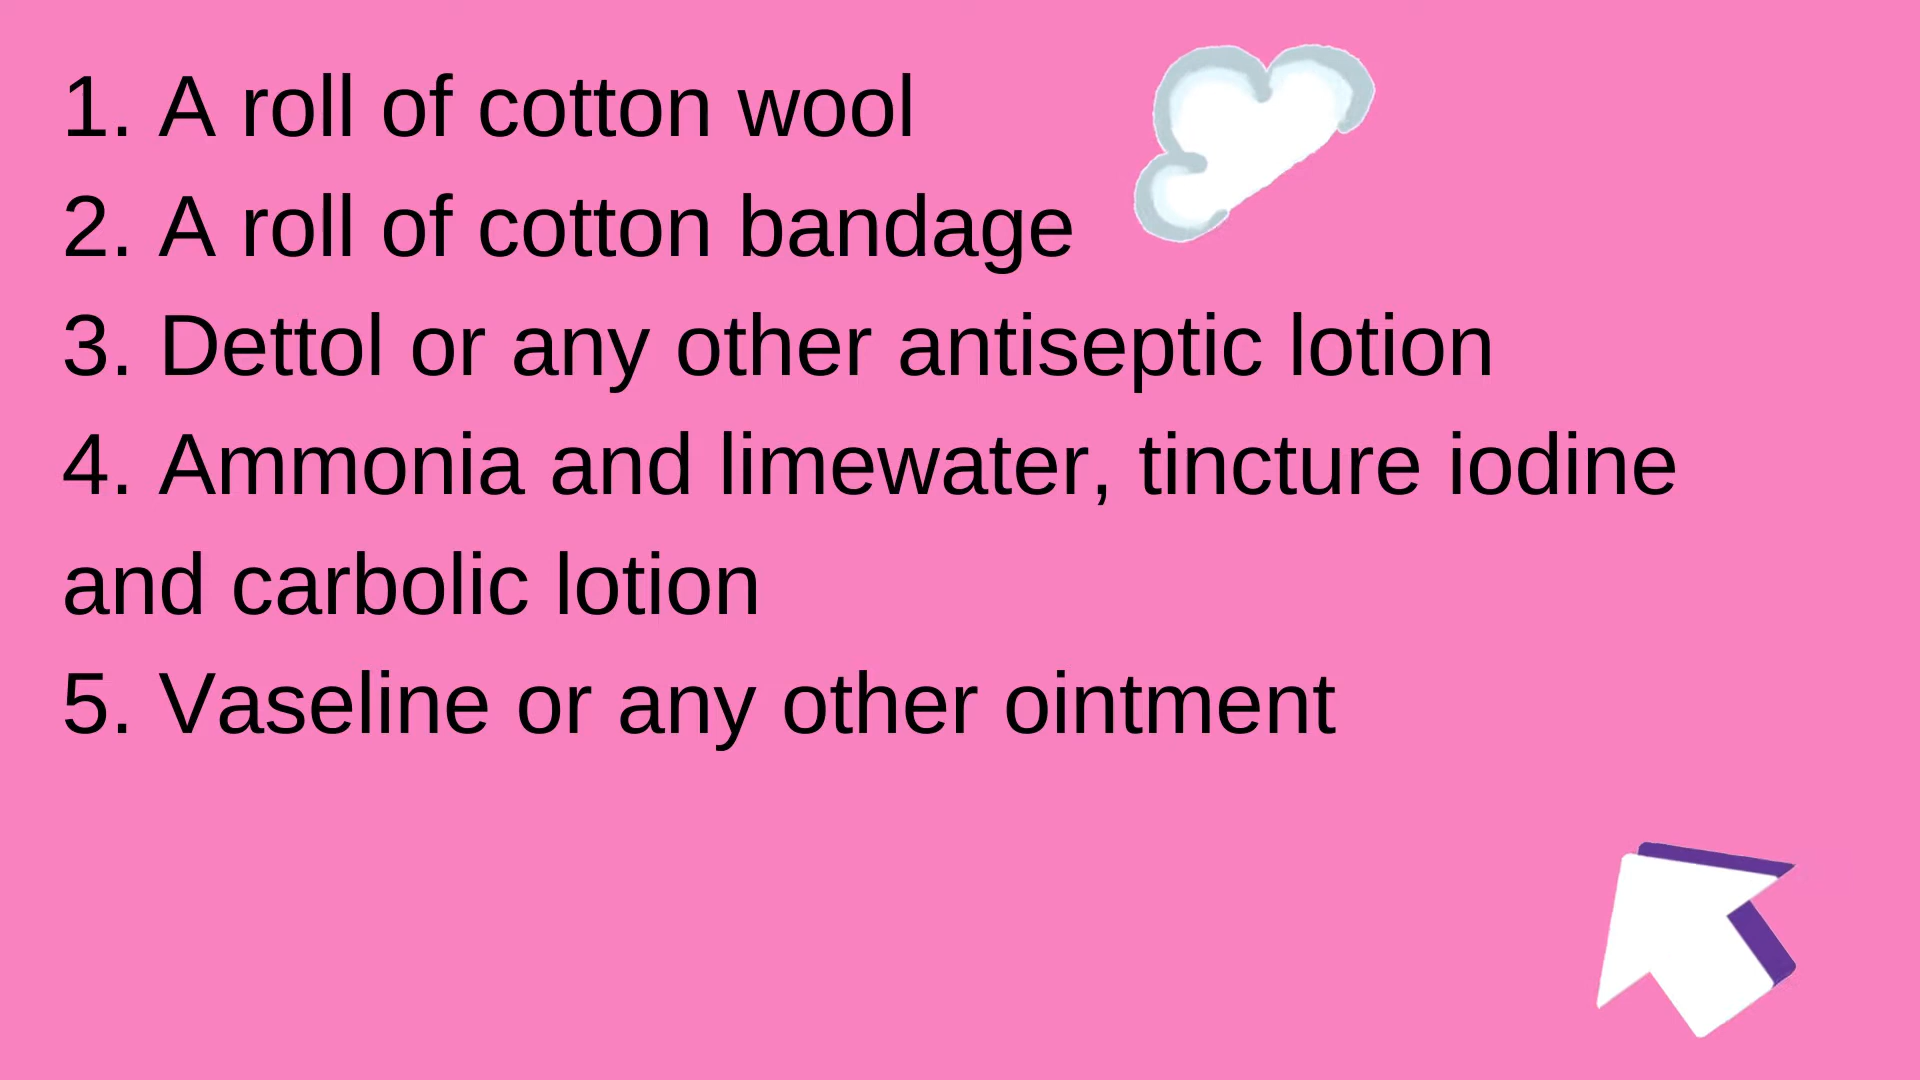 1. A roll of cotton wool
2. A roll of cotton bandage
3. Dettol or any other antiseptic lotion
4. Ammonia and limewater, tincture iodine
and carbolic lotion
5. Vaseline or any other ointment